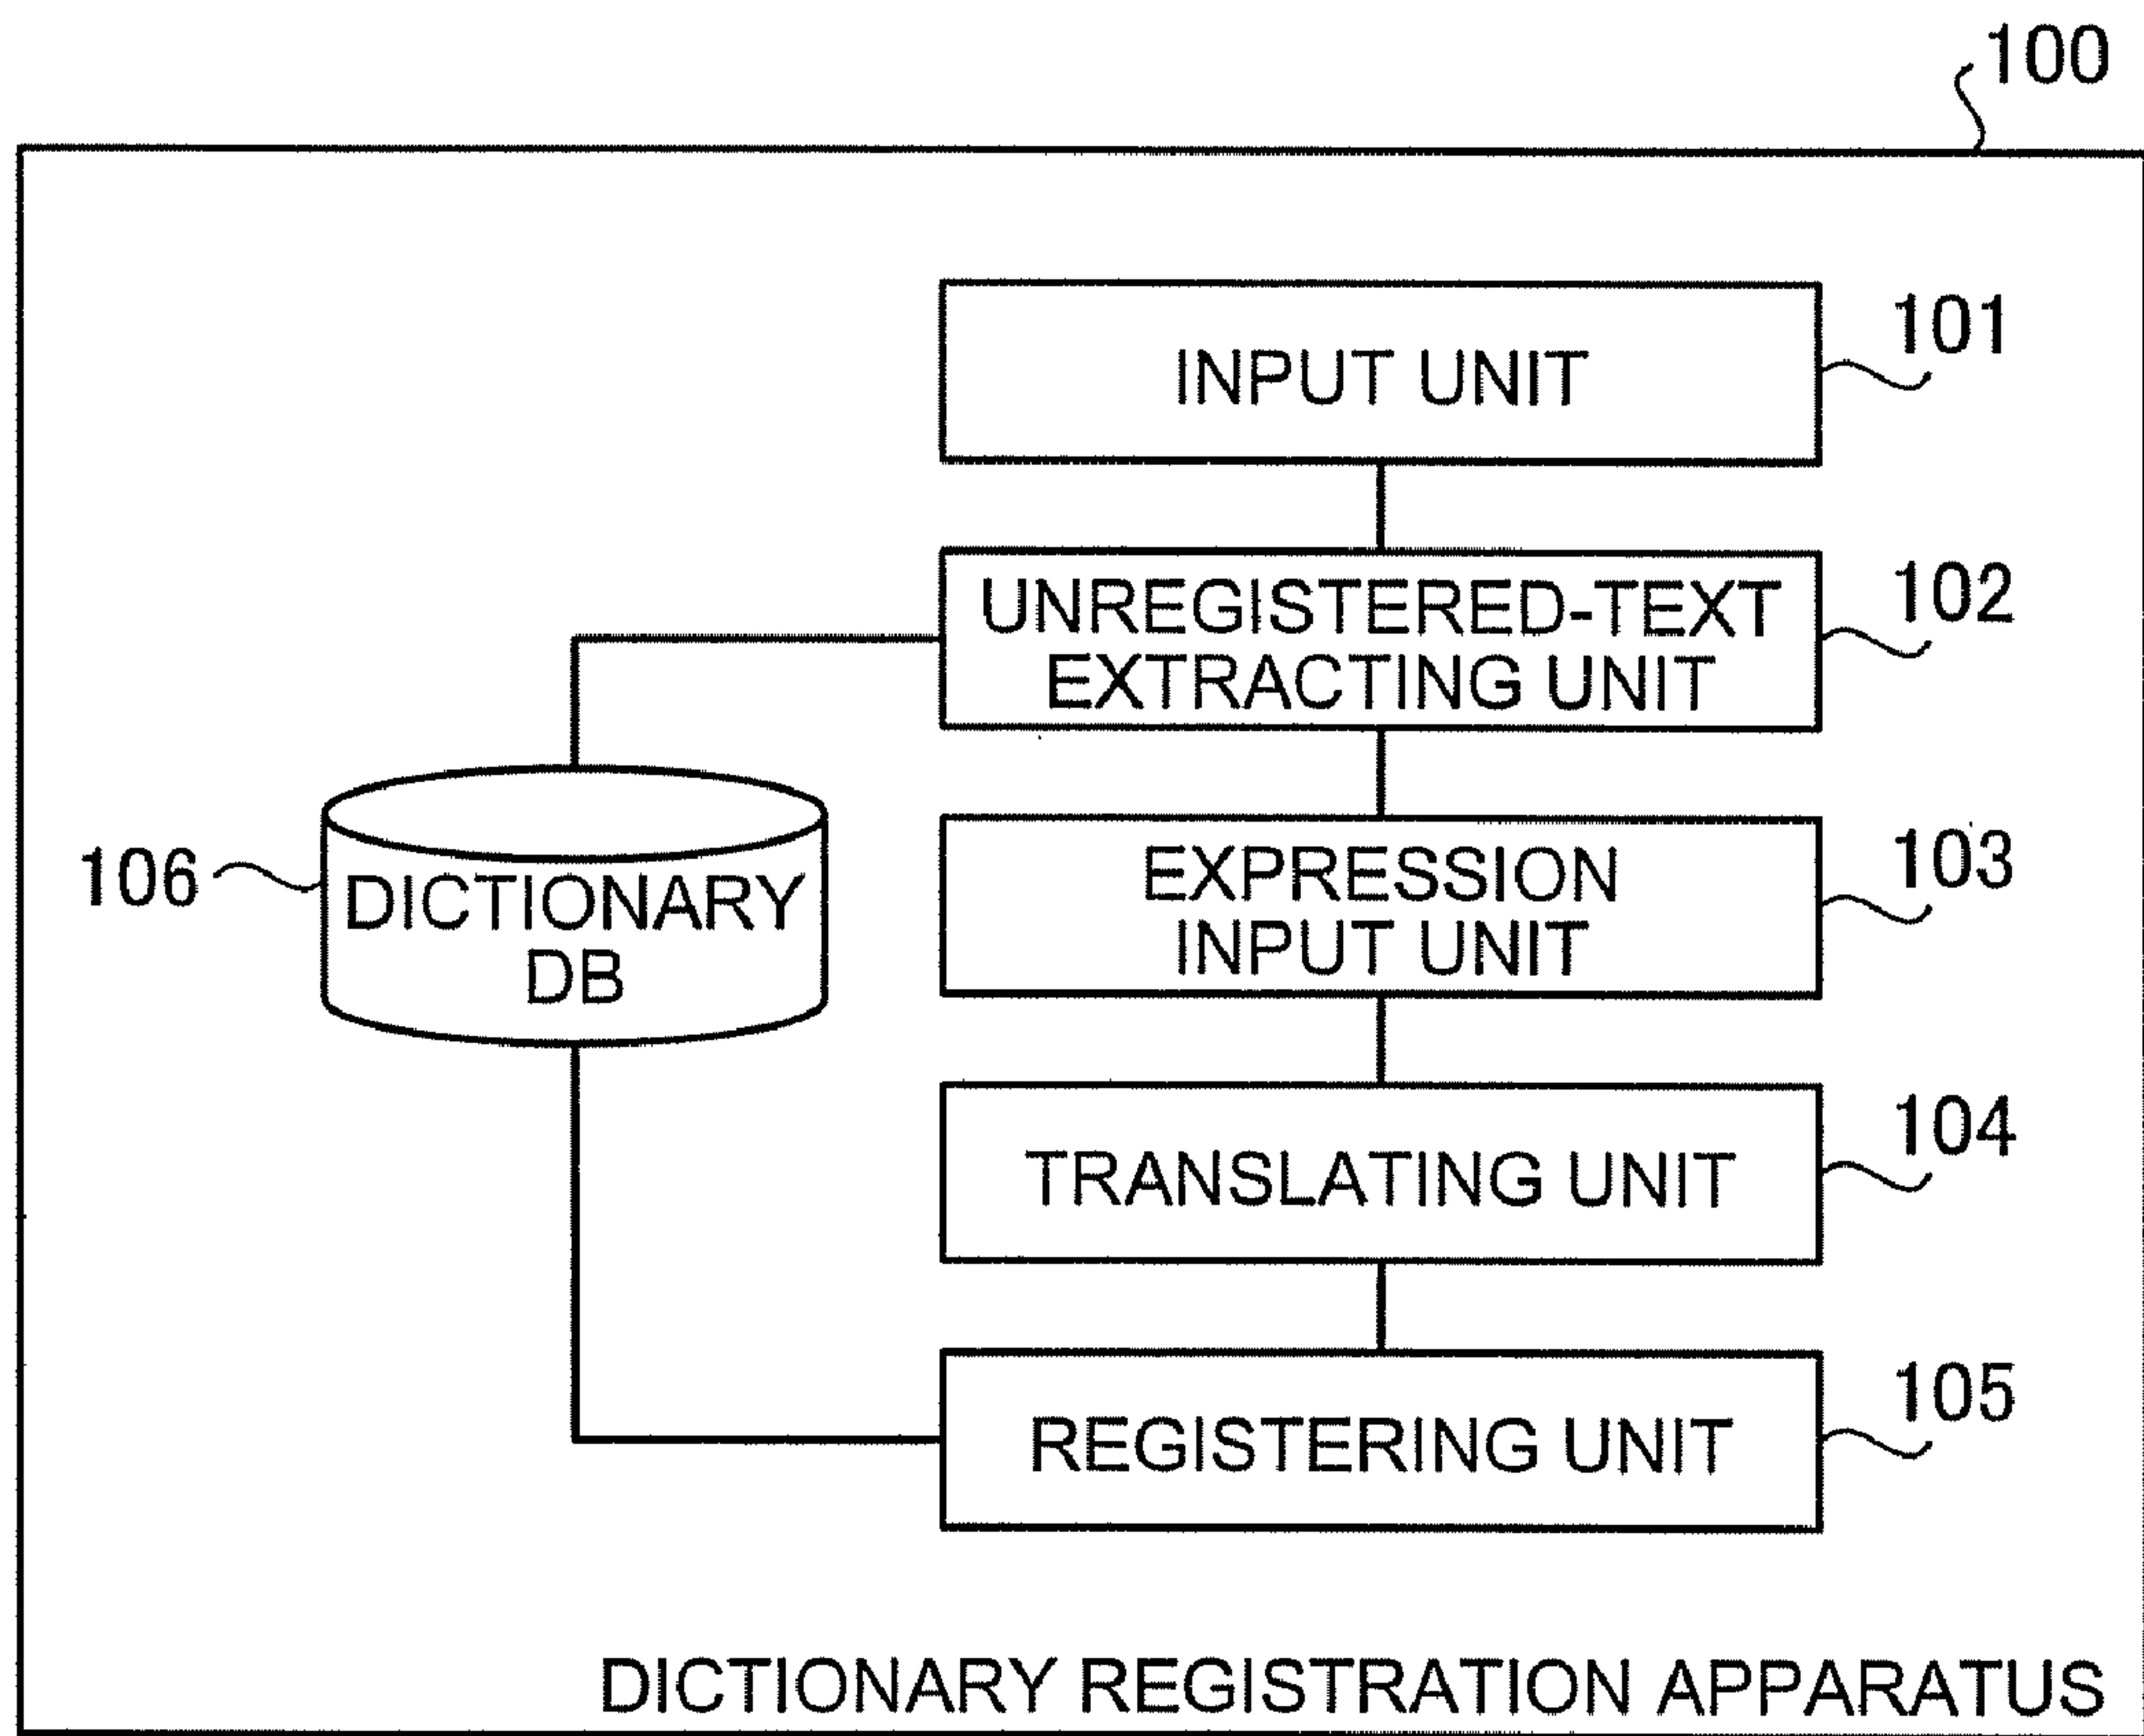 100
INPUT UNIT
101
UNREGISTERED-TEXT
EXTRACTING UNIT
102
EXPRESSION
INPUT UNIT
103
106
DICTIONARY
DB
TRANSLATING UNIT
104
REGISTERING UNIT
105
DICTIONARY REGISTRATION APPARATUS